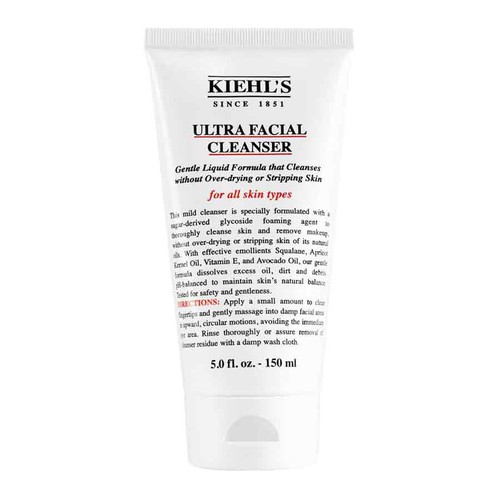 KIEHL'S
SINCE 1851
ULTRA FACIAL
CLEANSER
Gentle Liquid Formula that Cleanses
without Over-drying or Stripping Skin
for all skin types
This mild cleanser is specially formulated with a
sugar-derived glycoside foaming agent to
thoroughly cleanse skin and remove makeup,
without over-drying or stripping skin of its natural
oils. With effective emollients Squalane, Apricot
Kernel Oil, Vitamin E, and Avocado Oil, our gentle
formula dissolves excess oil, dirt and debris.
pH-balanced to maintain skin's natural balance.
Tested for safety and gentleness.
DIRECTIONS: Apply a small amount to clean
fingertips and gently massage into damp facial area
in upward, circular motions, avoiding the immediate
eye area. Rinse thoroughly or assure removal of
cleanser residue with a damp wash cloth.
5.0 fl. oz. - 150 ml